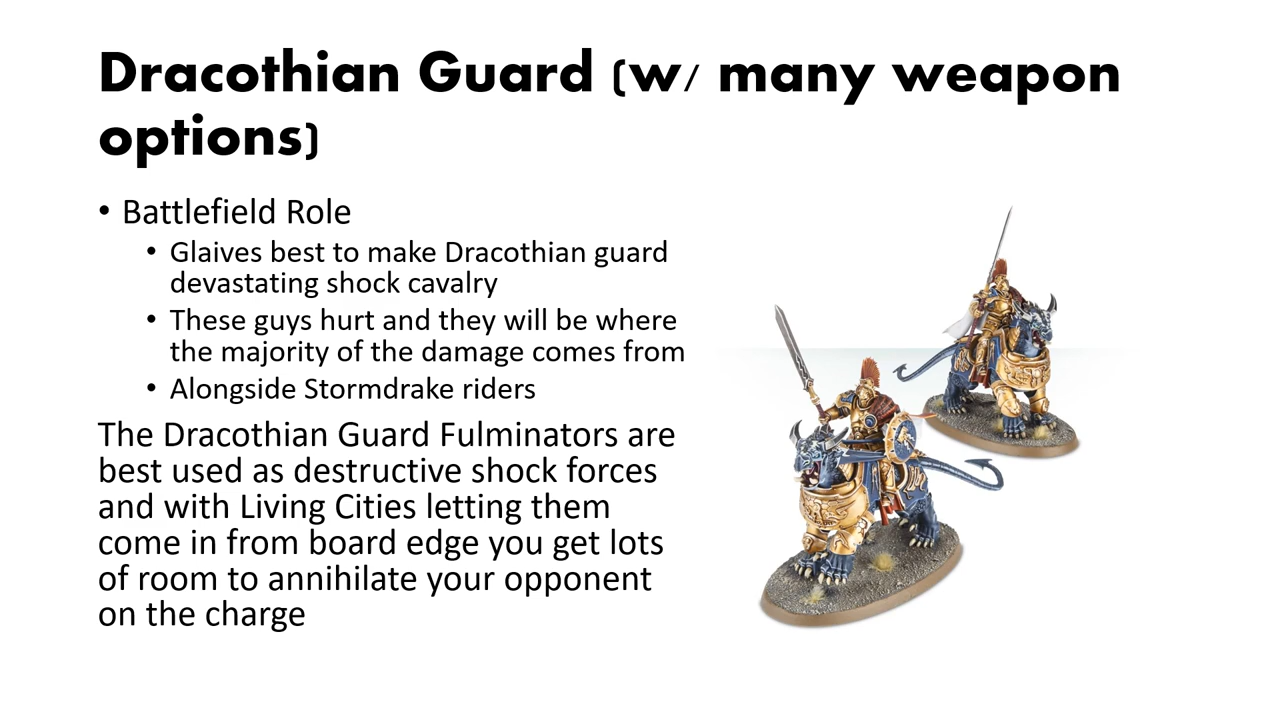 Dracothian Guard (w/ many weapon
options)
• Battlefield Role
• Glaives best to make Dracothian guard
devastating shock cavalry
• These guys hurt and they will be where
the majority of the damage comes from
• Alongside Stormdrake riders
The Dracothian Guard Fulminators are
best used as destructive shock forces
and with Living Cities letting them
come in from board edge you get lots
of room to annihilate your opponent
on the charge